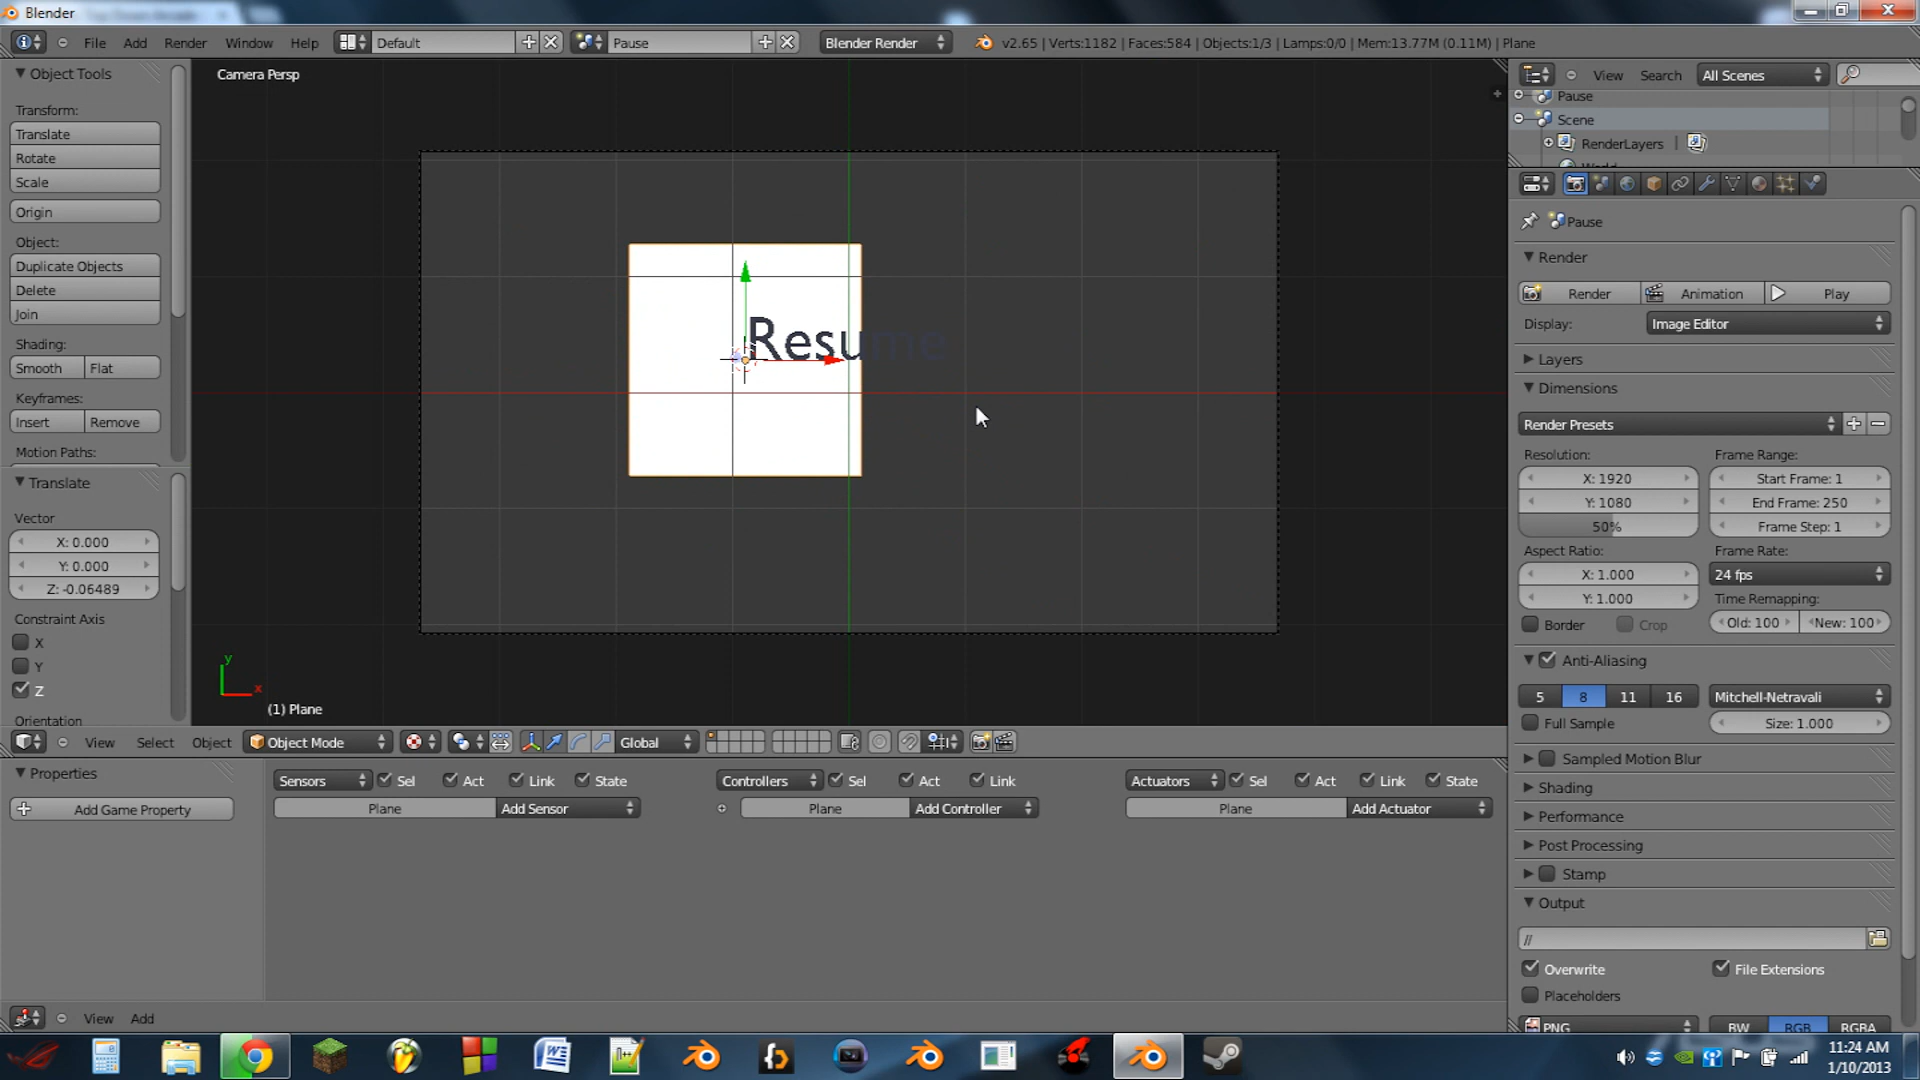 Blender
File Add Render Window Help Default Pause Blender Render v2.65 | Verts:1182 | Faces:584 | Objects:1/3 | Lamps:0/0 | Mem:13.77M (0.11M) | Plane
Object Tools
Transform:
Translate
Rotate
Scale
Origin
Object:
Duplicate Objects
Delete
Join
Shading:
Smooth Flat
Keyframes:
Insert Remove
Motion Paths:
Translate
Vector
X: 0.000
Y: 0.000
Z: -0.06489
Constraint Axis
X
Y
Z
Orientation
Camera Persp
Resume
y
x
(1) Plane
View Select Object Object Mode Global
Properties
Add Game Property
Sensors Sel Act Link State
Plane Add Sensor
Controllers Sel Act Link
Plane Add Controller
Actuators Sel Act Link State
Plane Add Actuator
View Add
View Search All Scenes
Pause
Scene
RenderLayers
World
Pause
Render
Render Animation Play
Display: Image Editor
Layers
Dimensions
Render Presets
Resolution: Frame Range:
X: 1920 Start Frame: 1
Y: 1080 End Frame: 250
50% Frame Step: 1
Aspect Ratio: Frame Rate:
X: 1.000 24 fps
Y: 1.000 Time Remapping:
Border Crop Old: 100 New: 100
Anti-Aliasing
5 8 11 16 Mitchell-Netravali
Full Sample Size: 1.000
Sampled Motion Blur
Shading
Performance
Post Processing
Stamp
Output
//
Overwrite File Extensions
Placeholders
PNG BW RGB RGBA
11:24 AM
1/10/2013